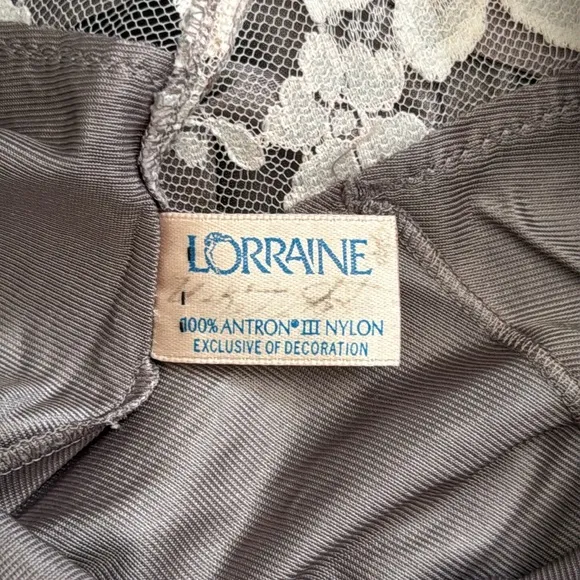 LORRAINE
100% ANTRON® III NYLON
EXCLUSIVE OF DECORATION